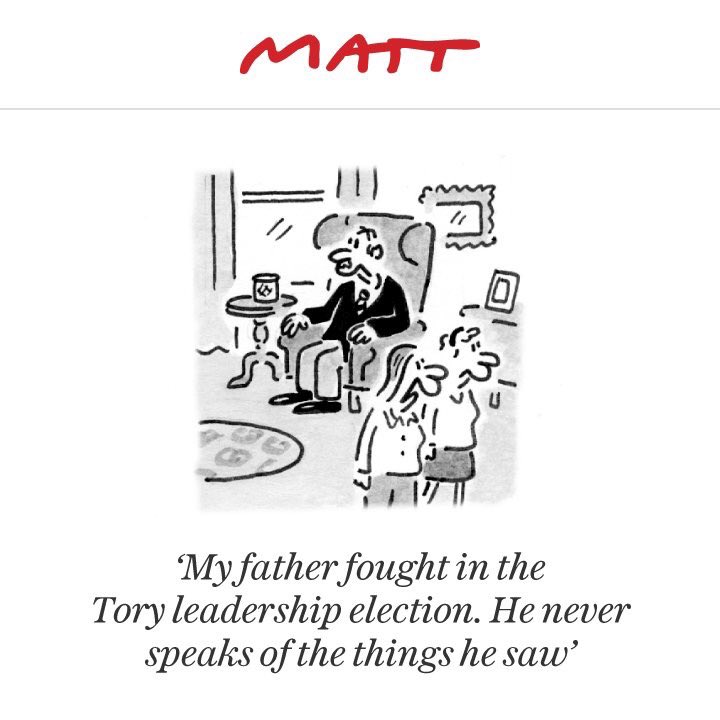 MATT
‘My father fought in the
Tory leadership election. He never
speaks of the things he saw’